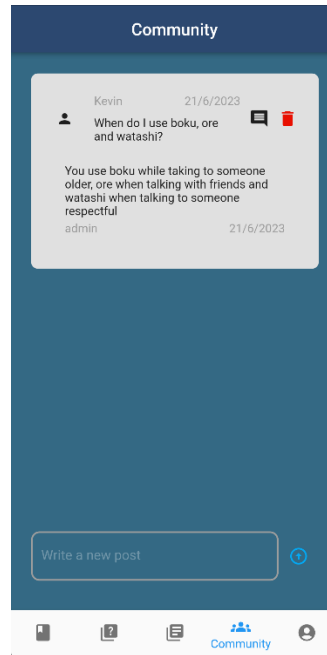 Community
Kevin 21/6/2023
When do I use boku, ore
and watashi?
You use boku while taking to someone
older, ore when talking with friends and
watashi when talking to someone
respectful
admin 21/6/2023
Write a new post
Community